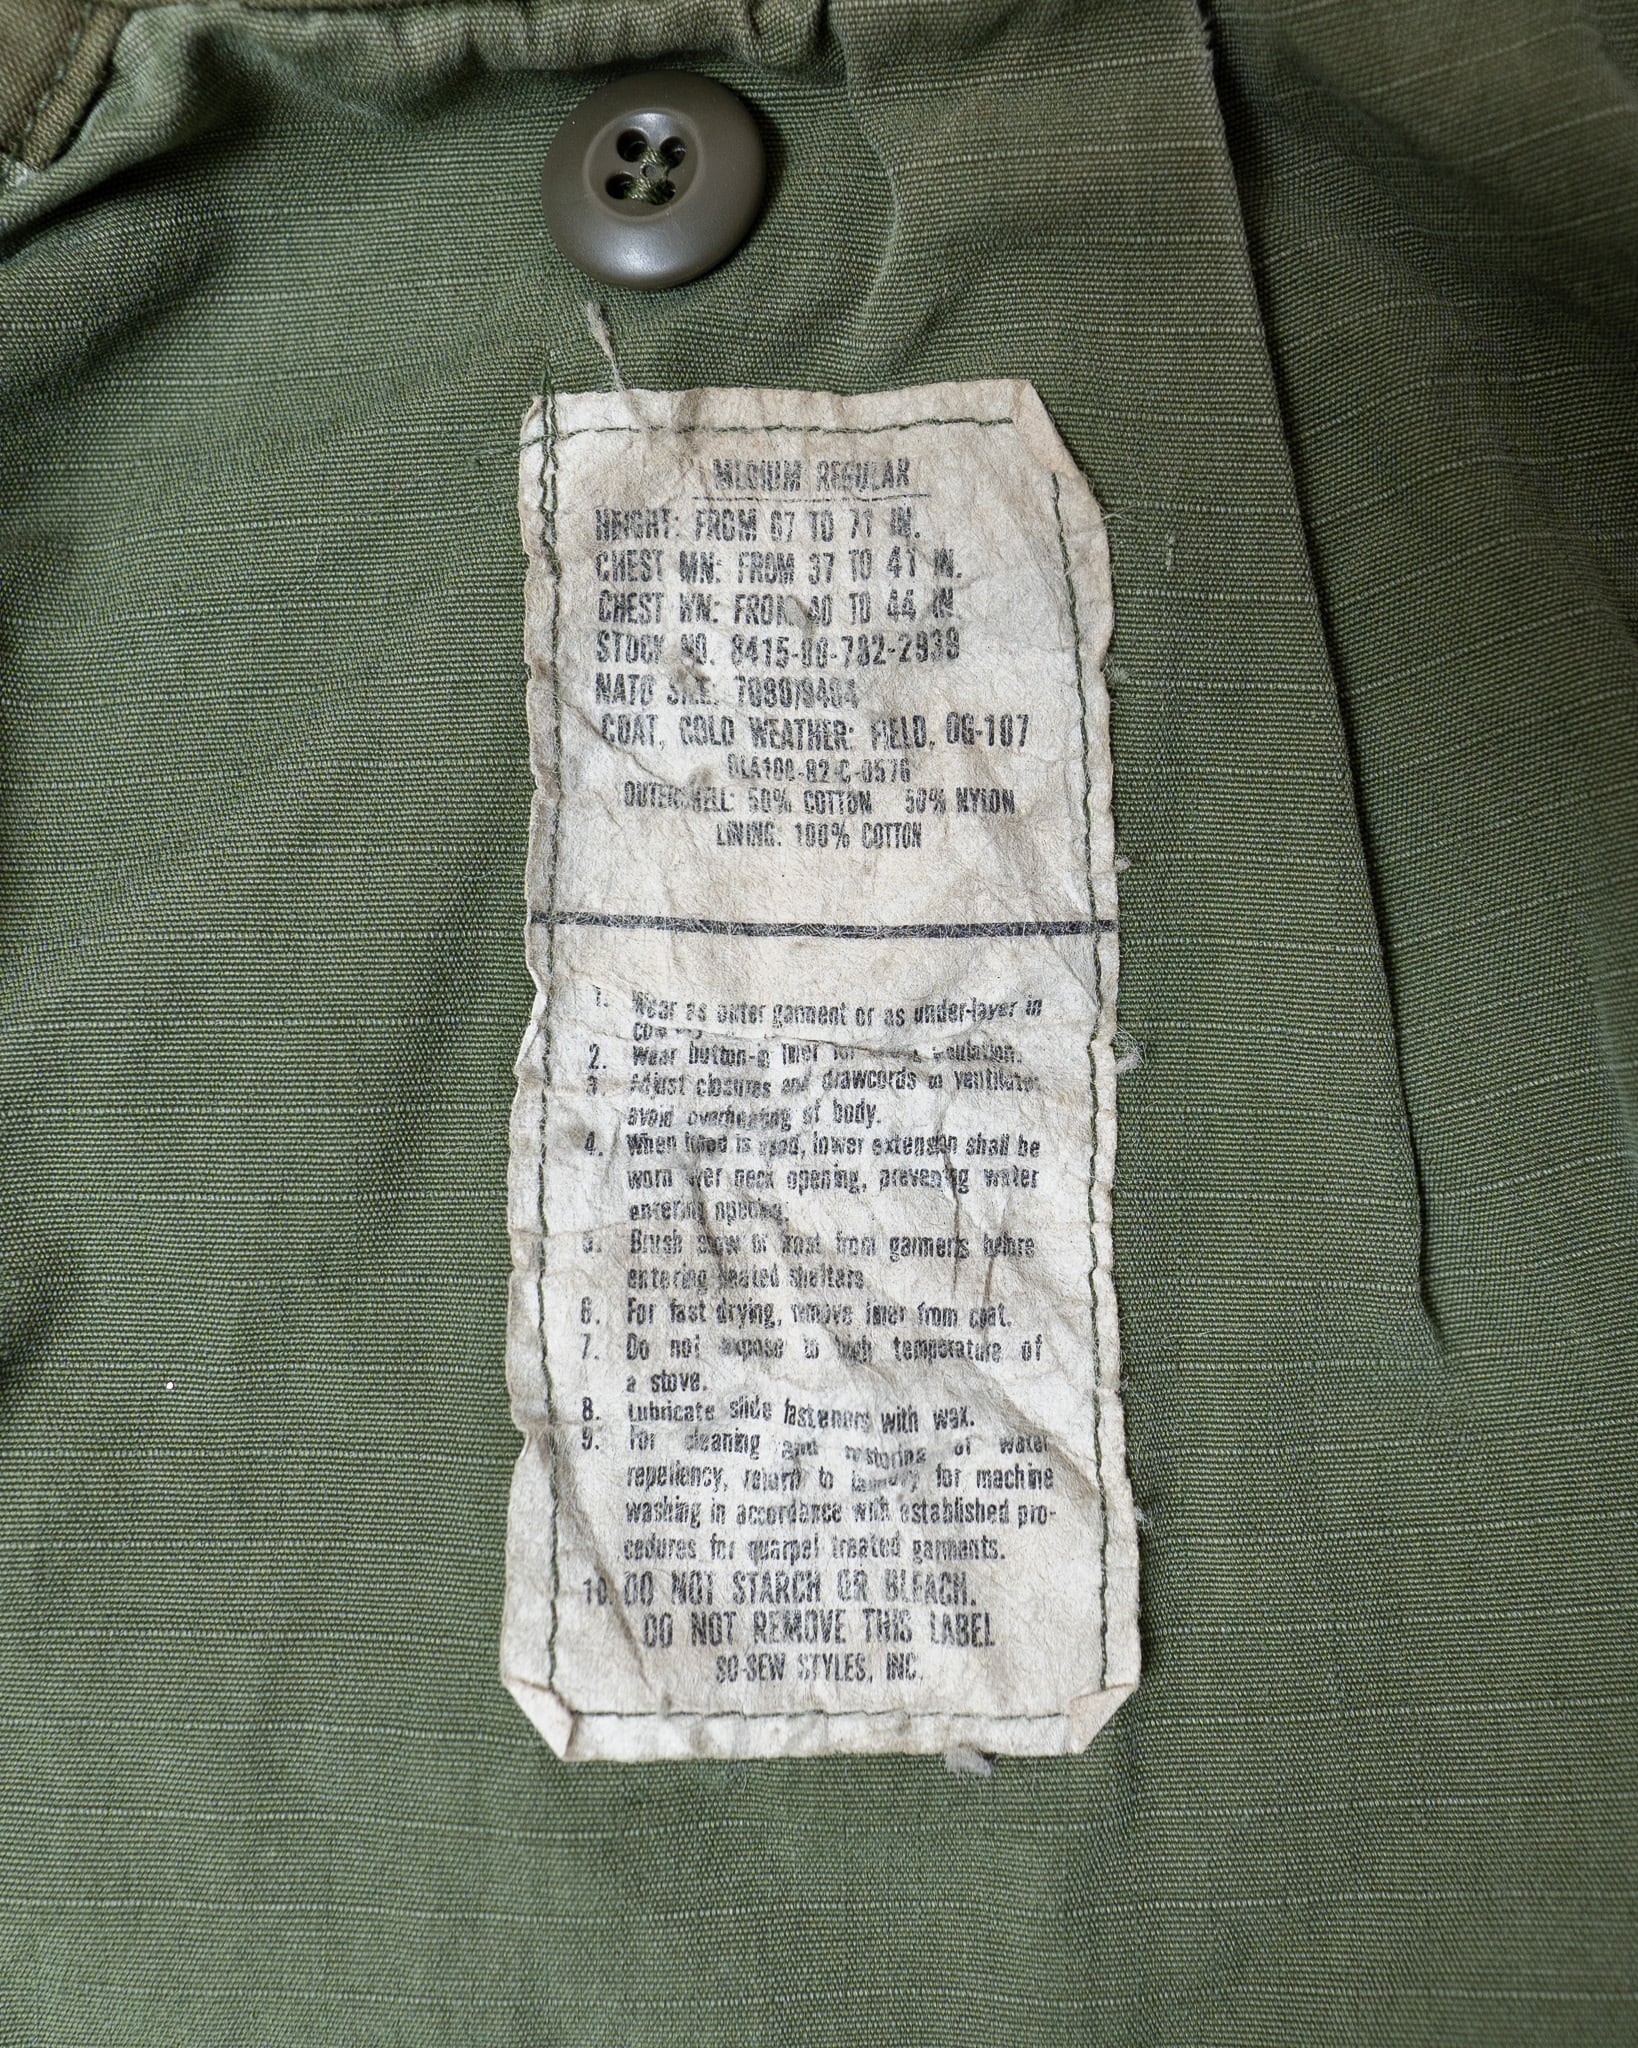 MEDIUM REGULAR
HEIGHT: FROM 67 TO 71 IN.
CHEST MN: FROM 37 TO 41 IN.
CHEST WN: FROM 40 TO 44 IN.
STOCK NO. 8415-00-782-2939
NATO SIZE: 7080/9404
COAT, COLD WEATHER: FIELD, OG-107
DLA100-82-C-0576
OUTERSHELL: 50% COTTON 50% NYLON
LINING: 100% COTTON
1. Wear as outer garment or as under-layer in
2. Wear button-in liner for insulation.
3. Adjust closures and drawcords to ventilate,
avoid overheating of body.
4. When hood is used, lower extension shall be
worn over neck opening, preventing water
entering opening.
5. Brush snow or frost from garments before
entering heated shelters.
6. For fast drying, remove liner from coat.
7. Do not expose to high temperature of
a stove.
8. Lubricate slide fasteners with wax.
9. For cleaning and restoring of water
repellency, return to laundry for machine
washing in accordance with established pro-
cedures for quarpel treated garments.
10. DO NOT STARCH OR BLEACH.
DO NOT REMOVE THIS LABEL
SO-SEW STYLES, INC.